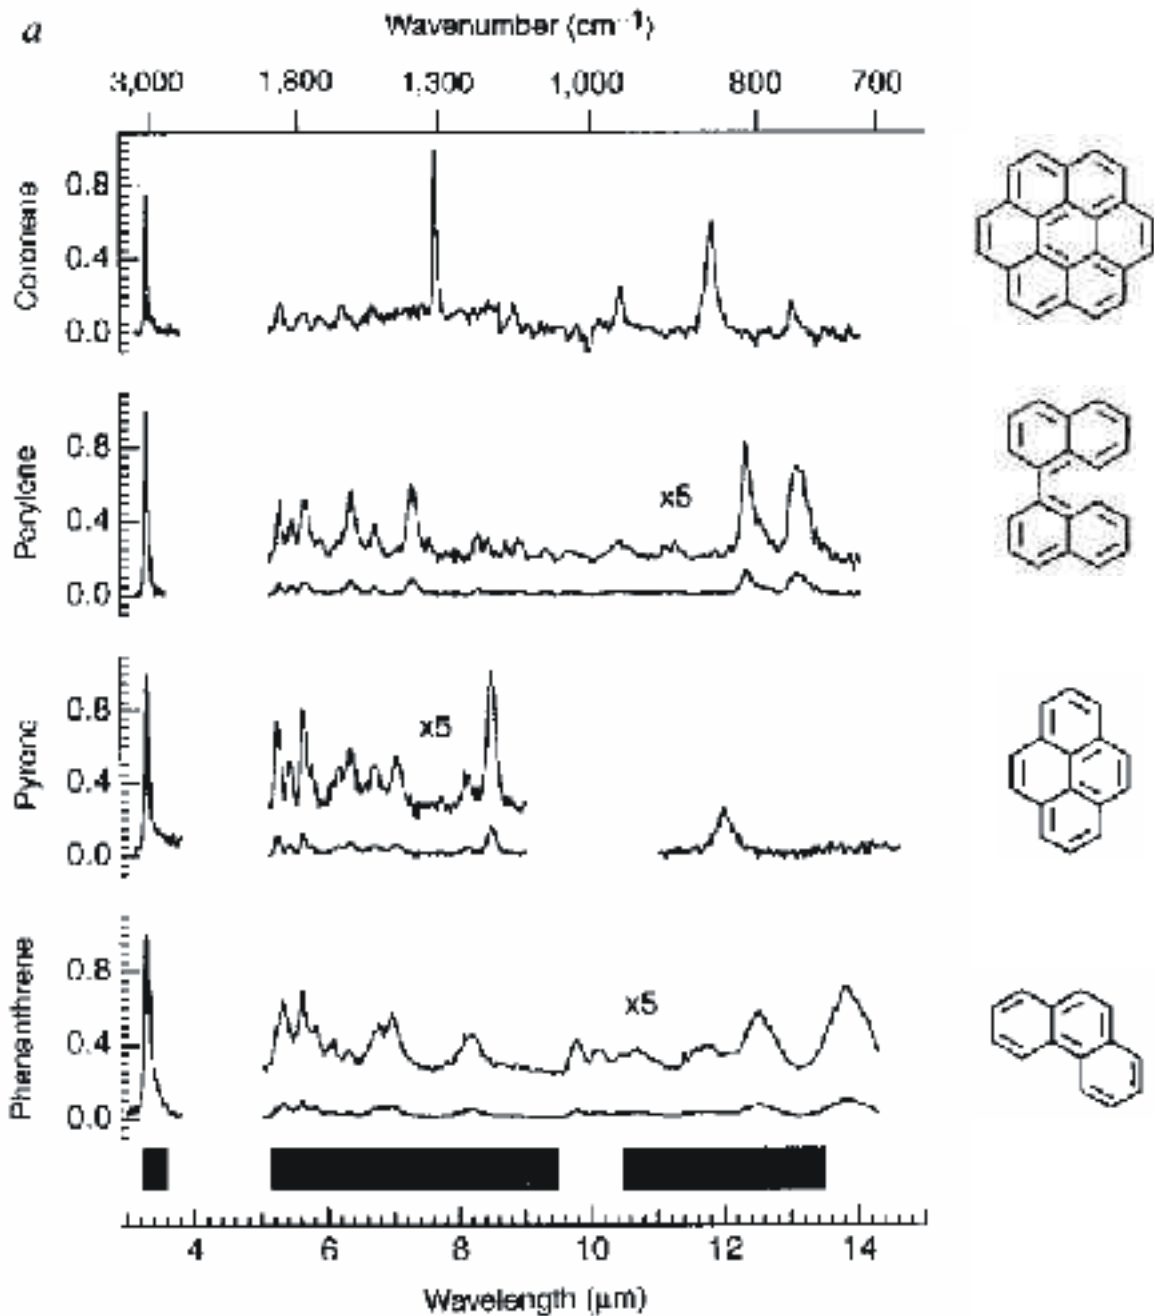 a
Wavenumber (cm⁻¹)
3,000 1,800 1,300 1,000 800 700
Coronene
0.8
0.4
0.0
Perylene
0.8
0.4
0.0
x5
Pyrene
0.8
0.4
0.0
x5
Phenanthrene
0.8
0.4
0.0
x5
4 6 8 10 12 14
Wavelength (μm)